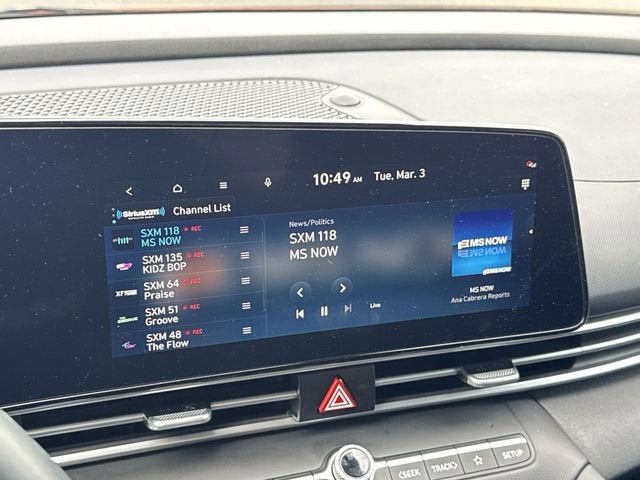 10:49 AM Tue, Mar. 3
SiriusXM
Channel List
SXM 118 REC
MS NOW
SXM 135 REC
KIDZ BOP
SXM 64 REC
Praise
SXM 51 REC
Groove
SXM 48 REC
The Flow
News/Politics
SXM 118
MS NOW
Live
MS NOW
MS NOW
MS NOW
Ana Cabrera Reports
<SEEK
TRACK>
SETUP